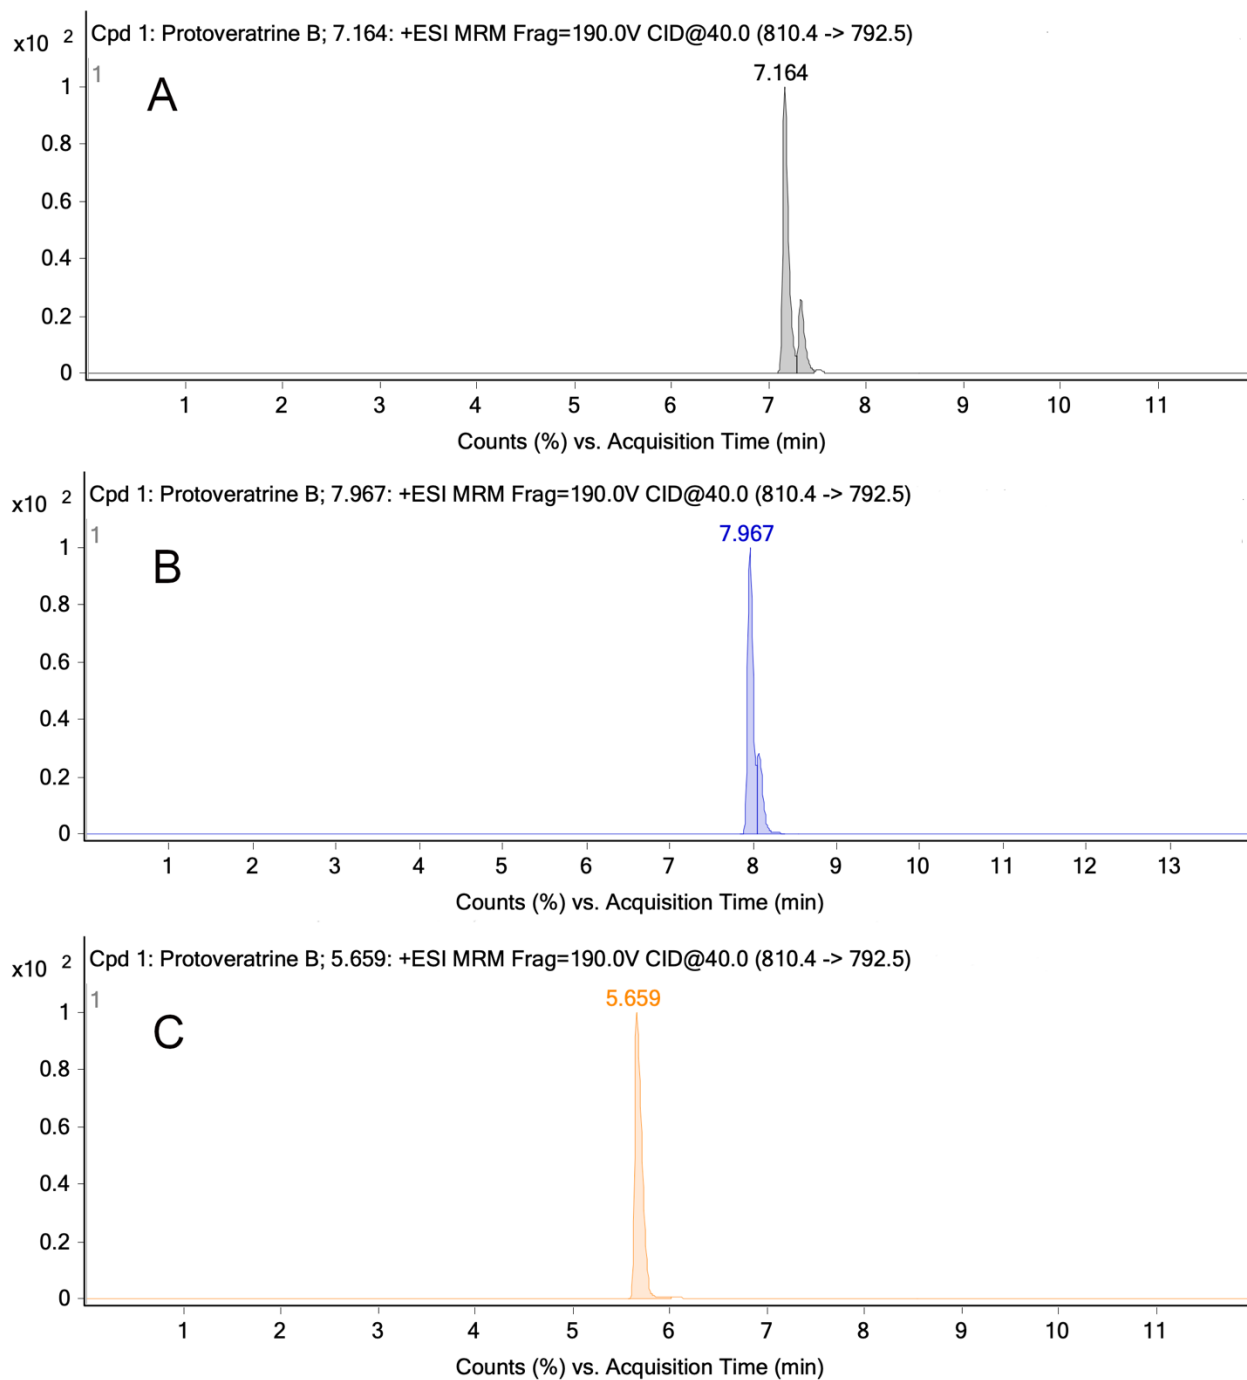 x10 2 Cpd 1: Protoveratrine B; 7.164: +ESI MRM Frag=190.0V CID@40.0 (810.4 -> 792.5)
1
A
7.164
1
0.8
0.6
0.4
0.2
0
1 2 3 4 5 6 7 8 9 10 11
Counts (%) vs. Acquisition Time (min)
x10 2 Cpd 1: Protoveratrine B; 7.967: +ESI MRM Frag=190.0V CID@40.0 (810.4 -> 792.5)
1
B
7.967
1
0.8
0.6
0.4
0.2
0
1 2 3 4 5 6 7 8 9 10 11 12 13
Counts (%) vs. Acquisition Time (min)
x10 2 Cpd 1: Protoveratrine B; 5.659: +ESI MRM Frag=190.0V CID@40.0 (810.4 -> 792.5)
1
C
5.659
1
0.8
0.6
0.4
0.2
0
1 2 3 4 5 6 7 8 9 10 11
Counts (%) vs. Acquisition Time (min)